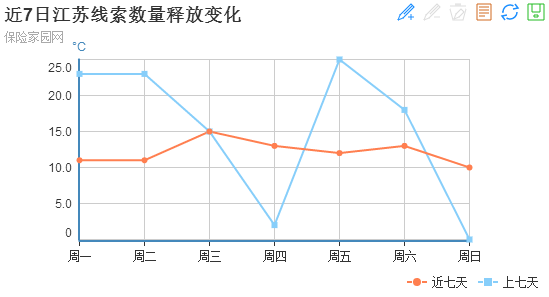 近7日江苏线索数量释放变化
保险家园网
°C
25.0
20.0
15.0
10.0
5.0
0
周一 周二 周三 周四 周五 周六 周日
近七天 上七天